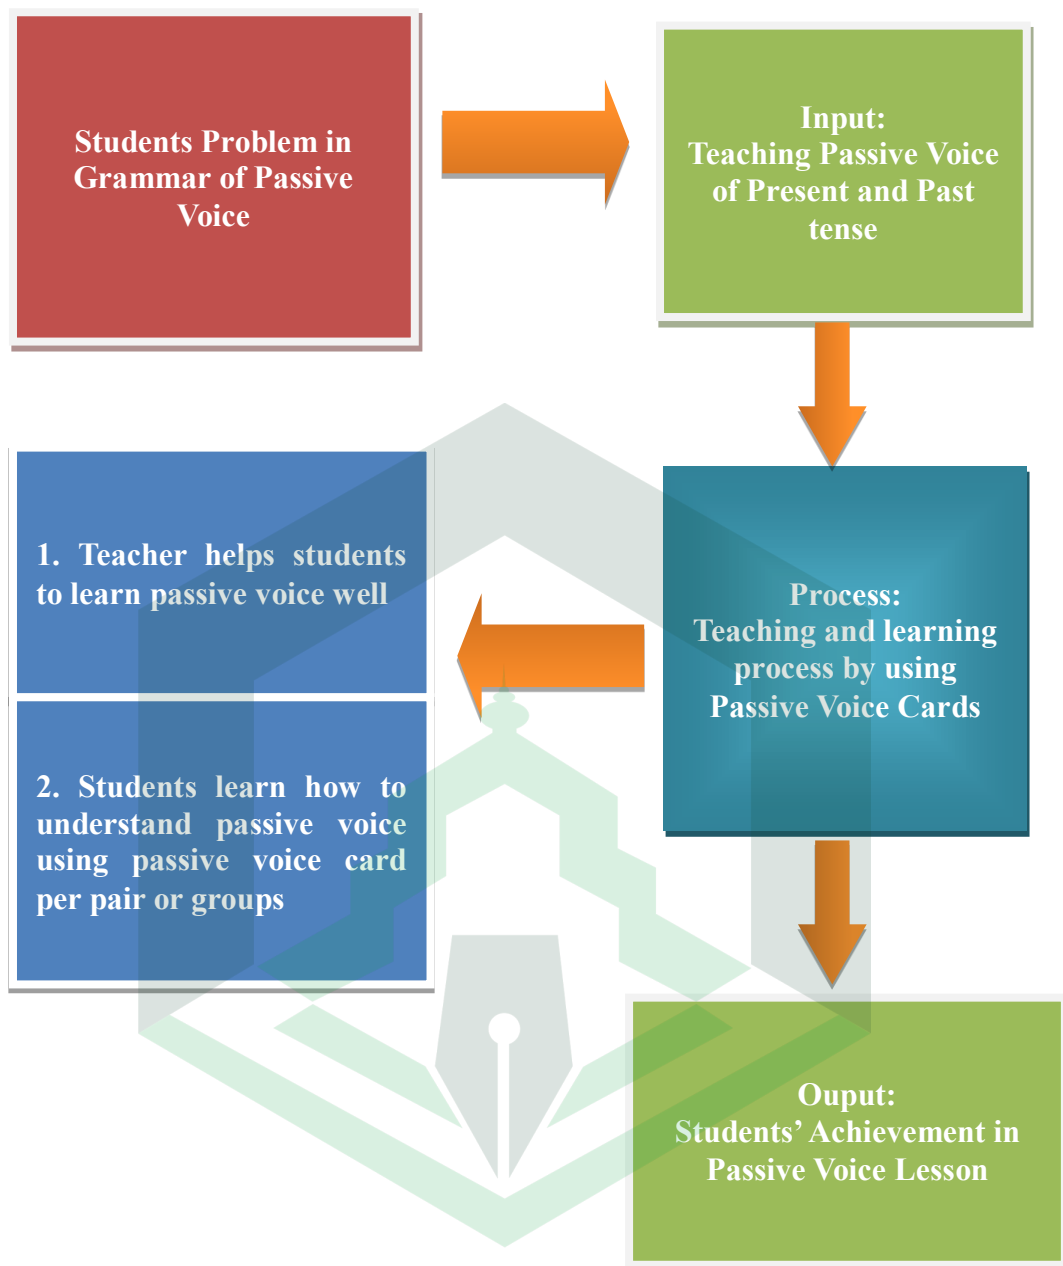 Students Problem in
Grammar of Passive
Voice
Input:
Teaching Passive Voice
of Present and Past
tense
1. Teacher helps students
to learn passive voice well
Process:
Teaching and learning
process by using
Passive Voice Cards
2. Students learn how to
understand passive voice
using passive voice card
per pair or groups
Ouput:
Students’ Achievement in
Passive Voice Lesson